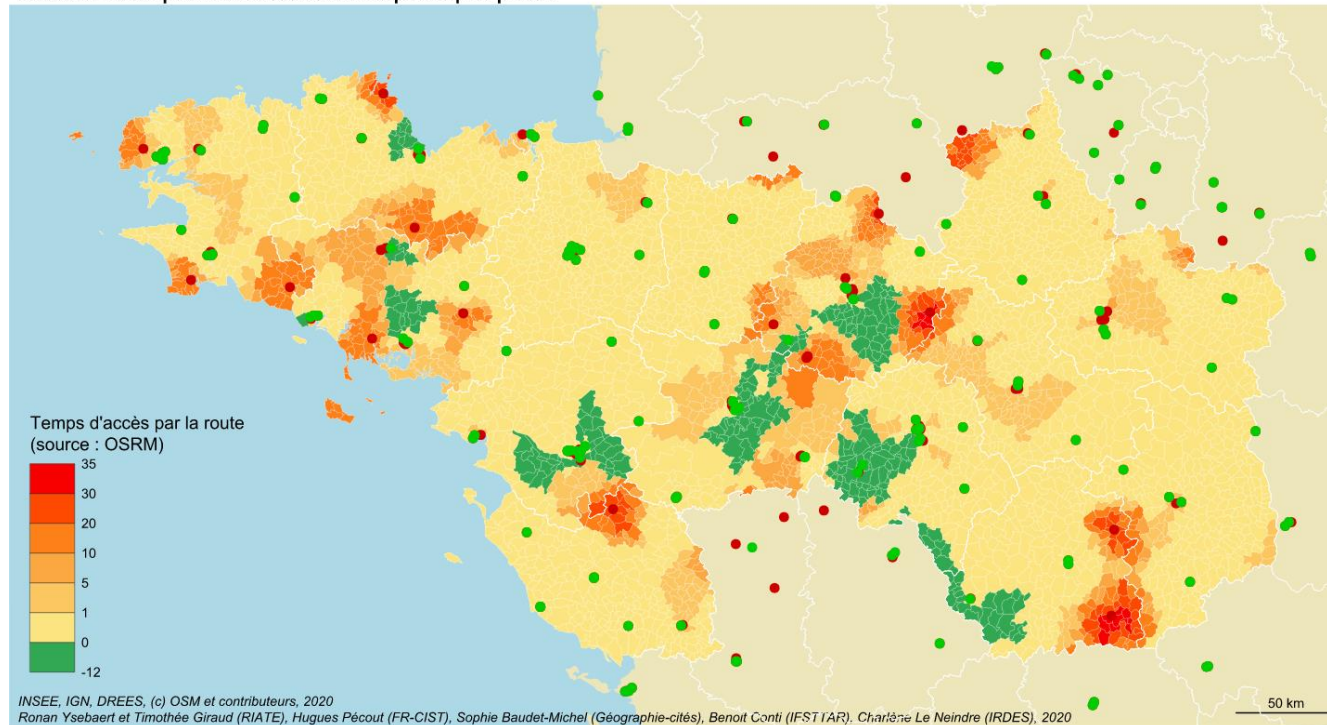 Temps d'accès par la route
(source : OSRM)
35
30
20
10
5
1
0
-12
50 km
INSEE, IGN, DREES, (c) OSM et contributeurs, 2020
Ronan Ysebaert et Timothée Giraud (RIATE), Hugues Pécout (FR-CIST), Sophie Baudet-Michel (Géographie-cités), Benoit Conti (IFSTTAR). Charlène Le Neindre (IRDES), 2020